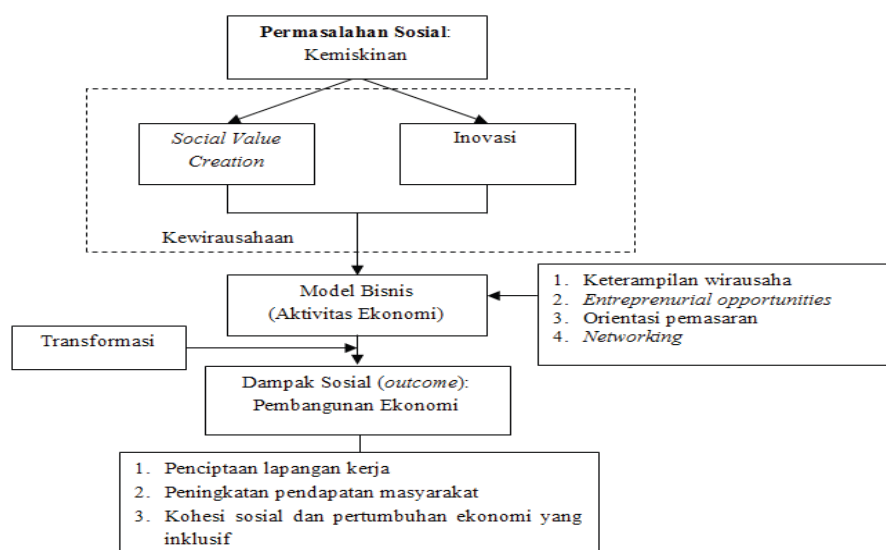 Permasalahan Sosial:
Kemiskinan
Social Value
Creation
Inovasi
Kewirausahaan
Model Bisnis
(Aktivitas Ekonomi)
1. Keterampilan wirausaha
2. Entreprenurial opportunities
3. Orientasi pemasaran
4. Networking
Transformasi
Dampak Sosial (outcome):
Pembangunan Ekonomi
1. Penciptaan lapangan kerja
2. Peningkatan pendapatan masyarakat
3. Kohesi sosial dan pertumbuhan ekonomi yang
inklusif